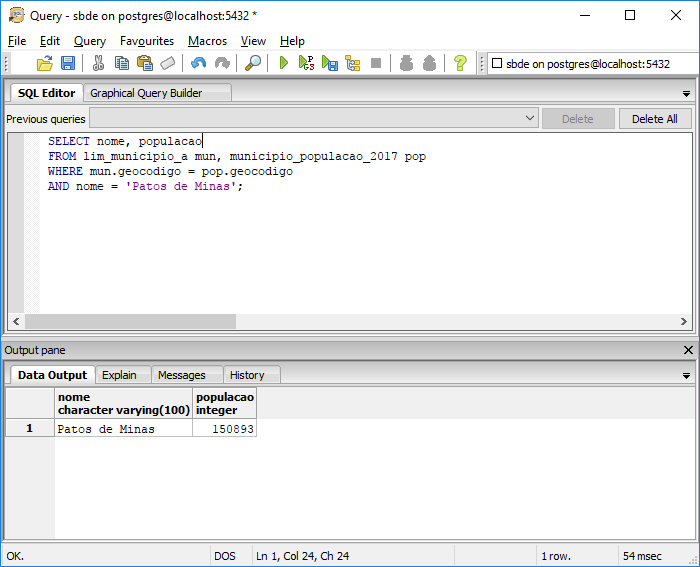 Query - sbde on postgres@localhost:5432 *
File Edit Query Favourites Macros View Help
sbde on postgres@localhost:5432
SQL Editor Graphical Query Builder
Previous queries Delete Delete All
SELECT nome, populacao
FROM lim_municipio_a mun, municipio_populacao_2017 pop
WHERE mun.geocodigo = pop.geocodigo
AND nome = 'Patos de Minas';
Output pane
Data Output Explain Messages History
nome populacao
character varying(100) integer
1 Patos de Minas 150893
OK. DOS Ln 1, Col 24, Ch 24 1 row. 54 msec